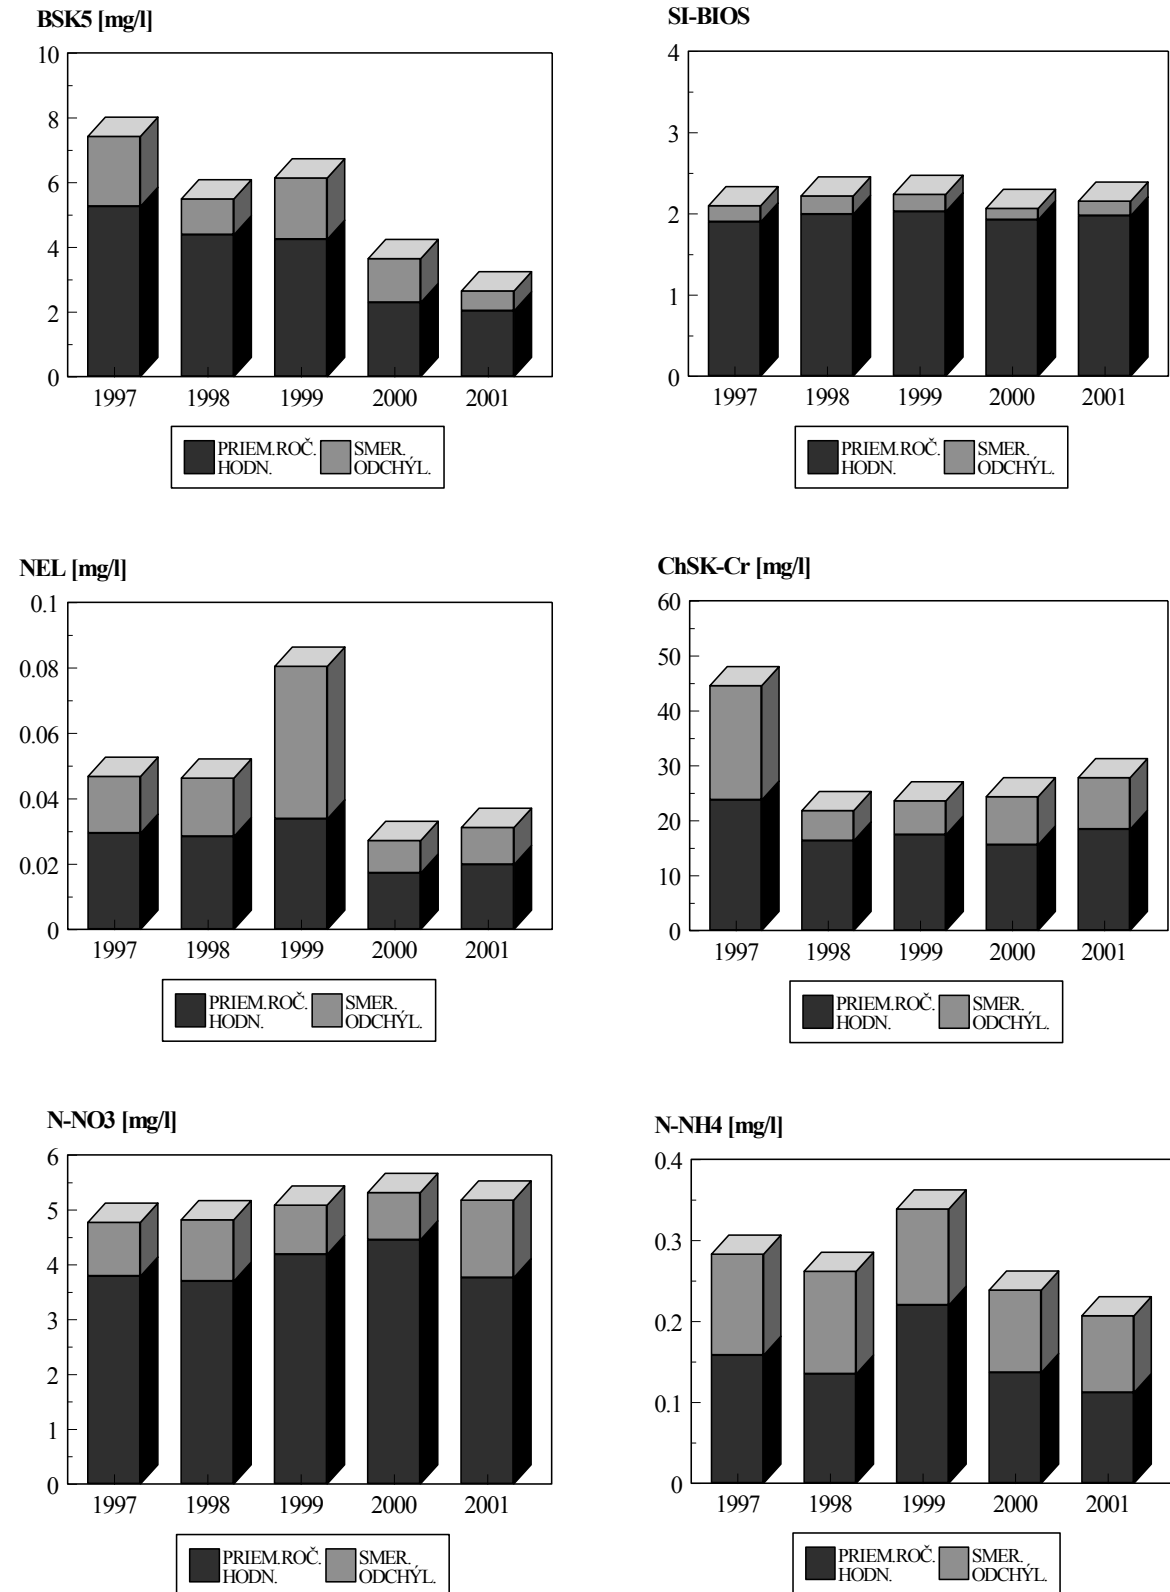 BSK5 [mg/l]
10
8
6
4
2
0
1997 1998 1999 2000 2001
PRIEM.ROČ. SMER.
HODN. ODCHÝL.
SI-BIOS
4
3
2
1
0
1997 1998 1999 2000 2001
PRIEM.ROČ. SMER.
HODN. ODCHÝL.
NEL [mg/l]
0.1
0.08
0.06
0.04
0.02
0
1997 1998 1999 2000 2001
PRIEM.ROČ. SMER.
HODN. ODCHÝL.
ChSK-Cr [mg/l]
60
50
40
30
20
10
0
1997 1998 1999 2000 2001
PRIEM.ROČ. SMER.
HODN. ODCHÝL.
N-NO3 [mg/l]
6
5
4
3
2
1
0
1997 1998 1999 2000 2001
PRIEM.ROČ. SMER.
HODN. ODCHÝL.
N-NH4 [mg/l]
0.4
0.3
0.2
0.1
0
1997 1998 1999 2000 2001
PRIEM.ROČ. SMER.
HODN. ODCHÝL.